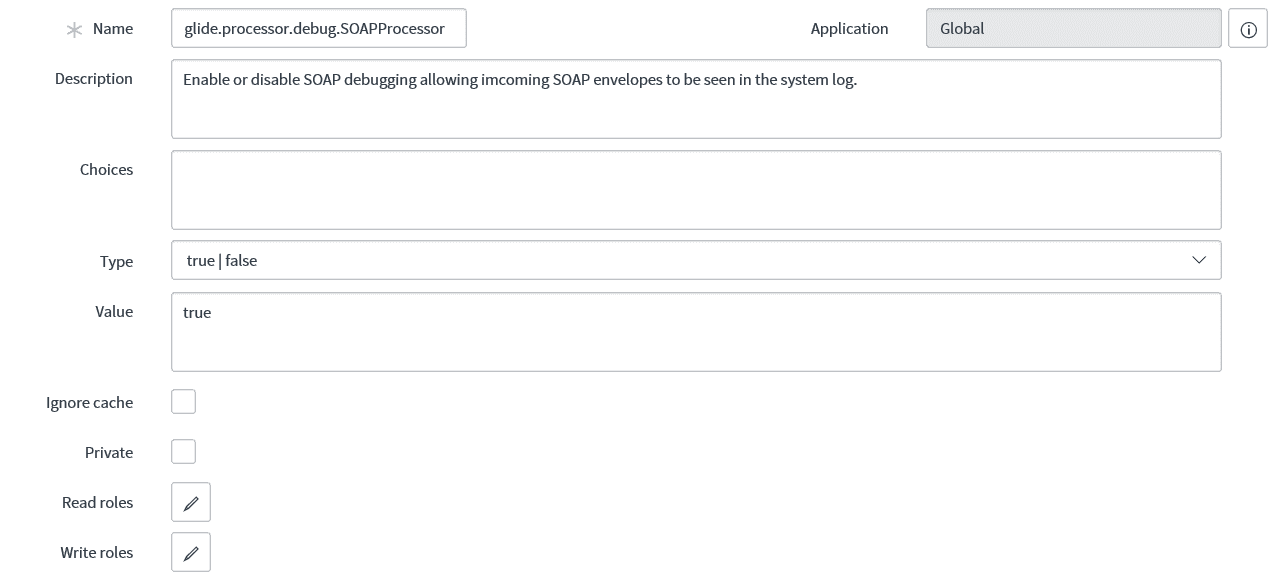 Name glide.processor.debug.SOAPProcessor Application Global
Description Enable or disable SOAP debugging allowing imcoming SOAP envelopes to be seen in the system log.
Choices
Type true | false
Value true
Ignore cache
Private
Read roles
Write roles